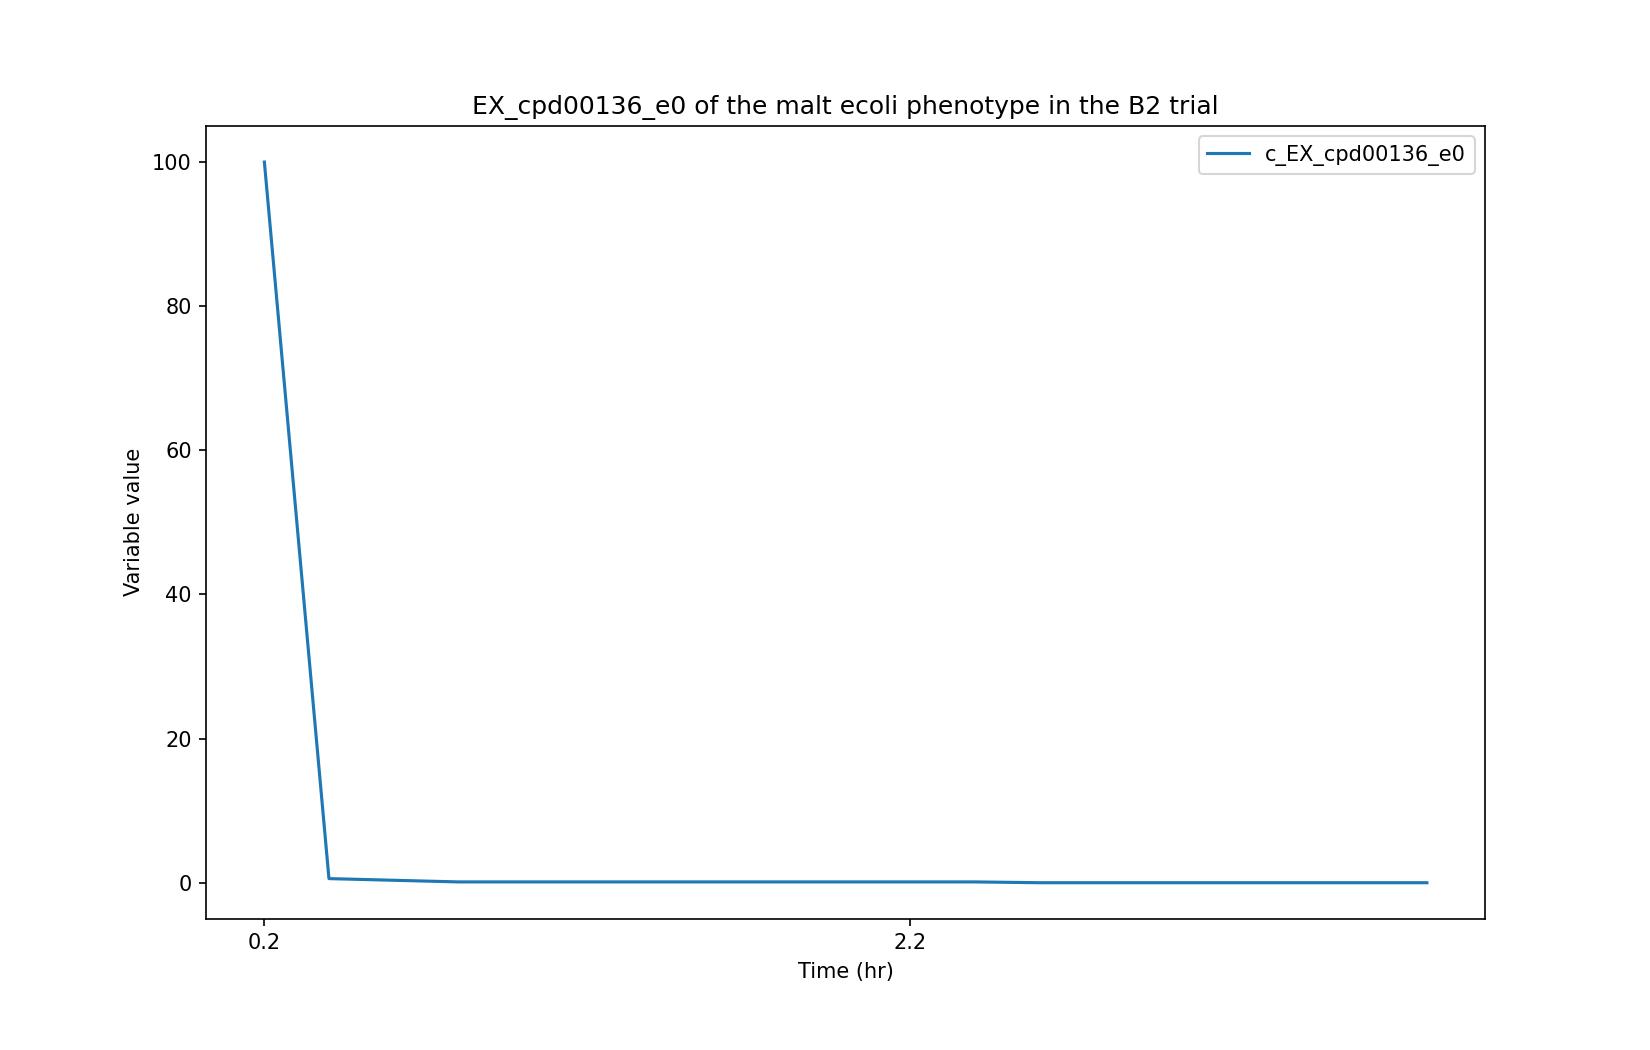 EX_cpd00136_e0 of the malt ecoli phenotype in the B2 trial
c_EX_cpd00136_e0
100
80
60
40
20
0
Variable value
0.2 2.2
Time (hr)